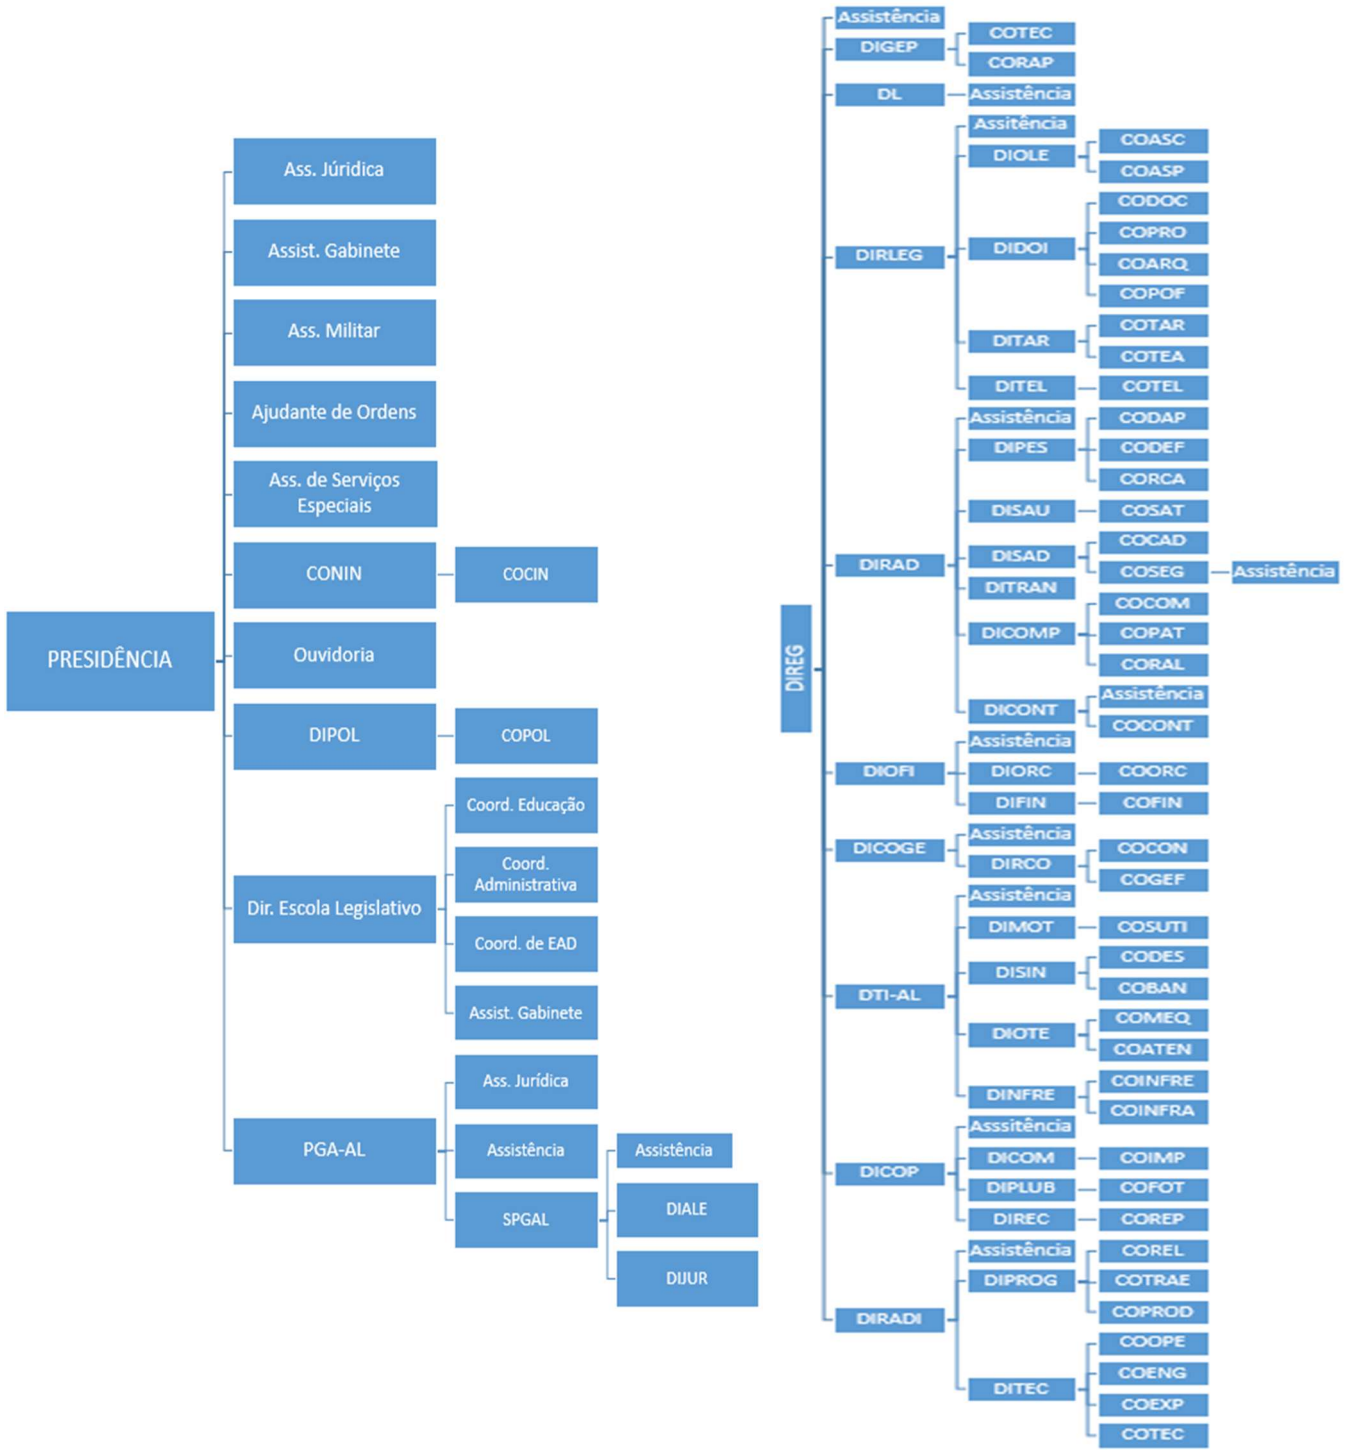 PRESIDÊNCIA
Ass. Júridica
Assist. Gabinete
Ass. Militar
Ajudante de Ordens
Ass. de Serviços
Especiais
CONIN
COCIN
Ouvidoria
DIPOL
COPOL
Dir. Escola Legislativo
Coord. Educação
Coord.
Administrativa
Coord. de EAD
Assist. Gabinete
PGA-AL
Ass. Jurídica
Assistência
SPGAL
Assistência
DIALE
DIJUR
DIREG
Assistência
DIGEP
COTEC
CORAP
DL
Assistência
DIRLEG
Assitência
DIOLE
COASC
COASP
DIDOI
CODOC
COPRO
COARQ
COPOF
DITAR
COTAR
COTEA
DITEL
COTEL
DIRAD
Assistência
DIPES
CODAP
CODEF
CORCA
DISAU
COSAT
DISAD
COCAD
COSEG
Assistência
DITRAN
DICOMP
COCOM
COPAT
CORAL
DICONT
Assistência
COCONT
DIOFI
Assistência
DIORC
COORC
DIFIN
COFIN
DICOGE
Assistência
DIRCO
COCON
COGEF
DTI-AL
Assistência
DIMOT
COSUTI
DISIN
CODES
COBAN
DIOTE
COMEQ
COATEN
DINFRE
COINFRE
COINFRA
DICOP
Asssitência
DICOM
COIMP
DIPLUB
COFOT
DIREC
COREP
DIRADI
Assistência
DIPROG
COREL
COTRAE
COPROD
DITEC
COOPE
COENG
COEXP
COTEC